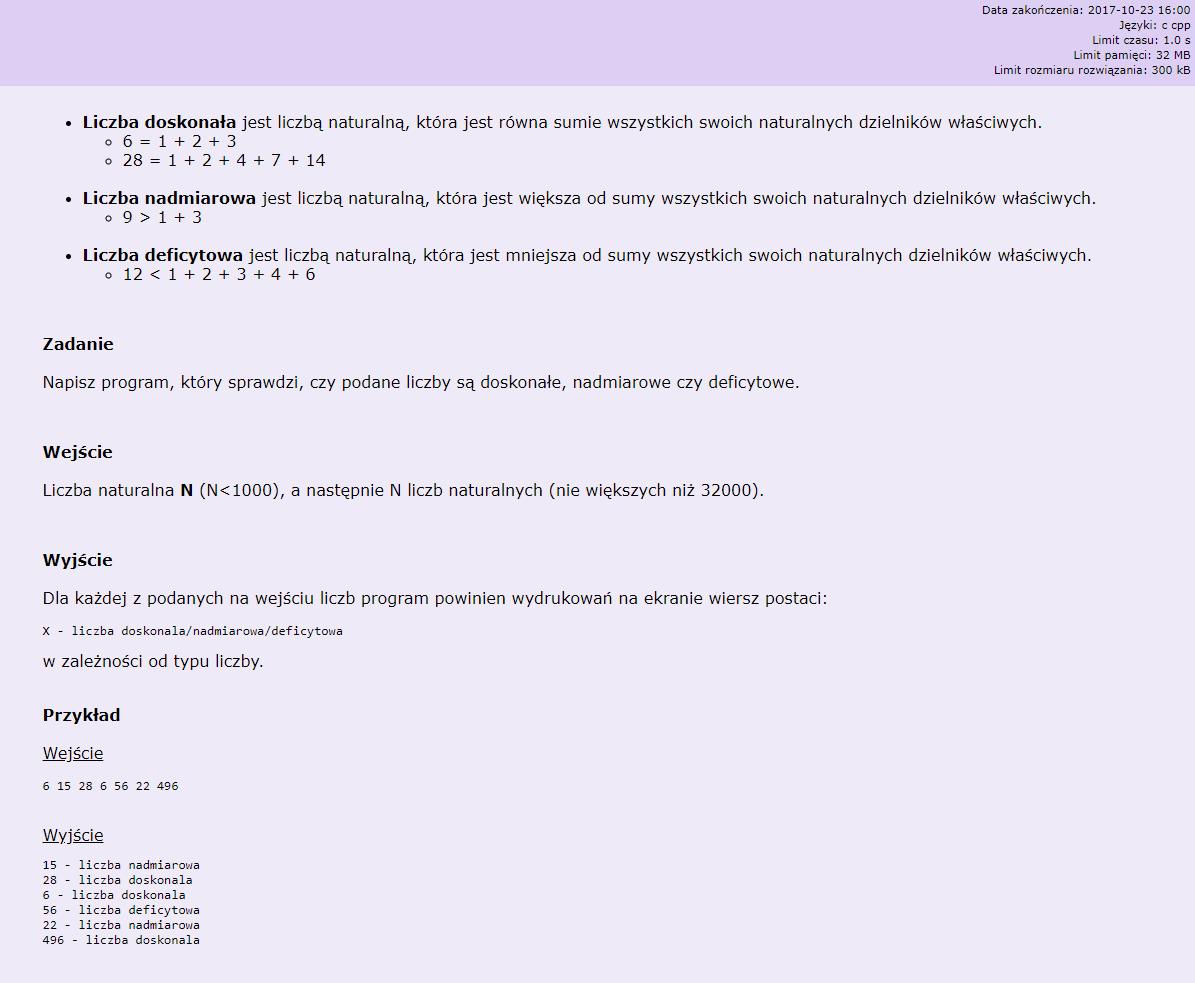 Data zakończenia: 2017-10-23 16:00
Języki: c cpp
Limit czasu: 1.0 s
Limit pamięci: 32 MB
Limit rozmiaru rozwiązania: 300 kB
Liczba doskonała jest liczbą naturalną, która jest równa sumie wszystkich swoich naturalnych dzielników właściwych.
6 = 1 + 2 + 3
28 = 1 + 2 + 4 + 7 + 14
Liczba nadmiarowa jest liczbą naturalną, która jest większa od sumy wszystkich swoich naturalnych dzielników właściwych.
9 > 1 + 3
Liczba deficytowa jest liczbą naturalną, która jest mniejsza od sumy wszystkich swoich naturalnych dzielników właściwych.
12 < 1 + 2 + 3 + 4 + 6
Zadanie
Napisz program, który sprawdzi, czy podane liczby są doskonałe, nadmiarowe czy deficytowe.
Wejście
Liczba naturalna N (N<1000), a następnie N liczb naturalnych (nie większych niż 32000).
Wyjście
Dla każdej z podanych na wejściu liczb program powinien wydrukowań na ekranie wiersz postaci:
X - liczba doskonala/nadmiarowa/deficytowa
w zależności od typu liczby.
Przykład
Wejście
6 15 28 6 56 22 496
Wyjście
15 - liczba nadmiarowa
28 - liczba doskonala
6 - liczba doskonala
56 - liczba deficytowa
22 - liczba nadmiarowa
496 - liczba doskonala